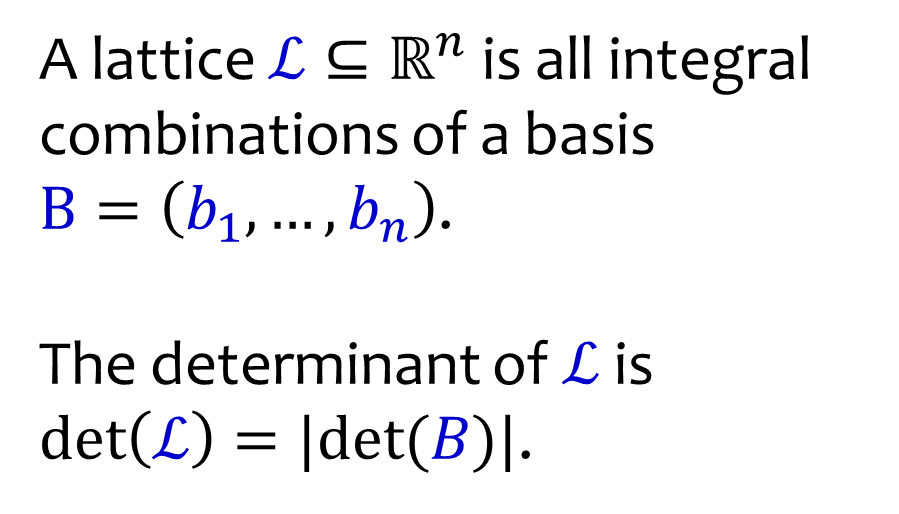 A lattice ℒ ⊆ ℝⁿ is all integral
combinations of a basis
B = (b₁, … , bₙ).
The determinant of ℒ is
det(ℒ) = |det(B)|.